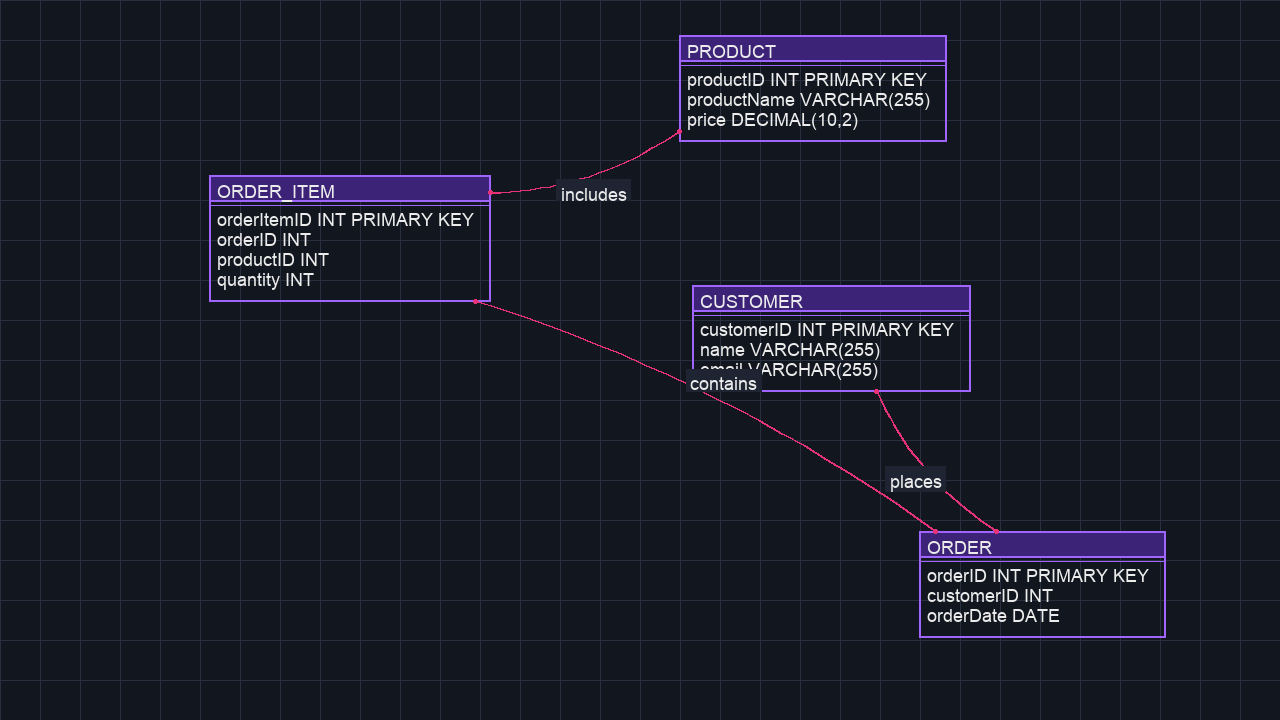 PRODUCT
productID INT PRIMARY KEY
productName VARCHAR(255)
price DECIMAL(10,2)
includes
ORDER_ITEM
orderItemID INT PRIMARY KEY
orderID INT
productID INT
quantity INT
CUSTOMER
customerID INT PRIMARY KEY
name VARCHAR(255)
email VARCHAR(255)
contains
places
ORDER
orderID INT PRIMARY KEY
customerID INT
orderDate DATE